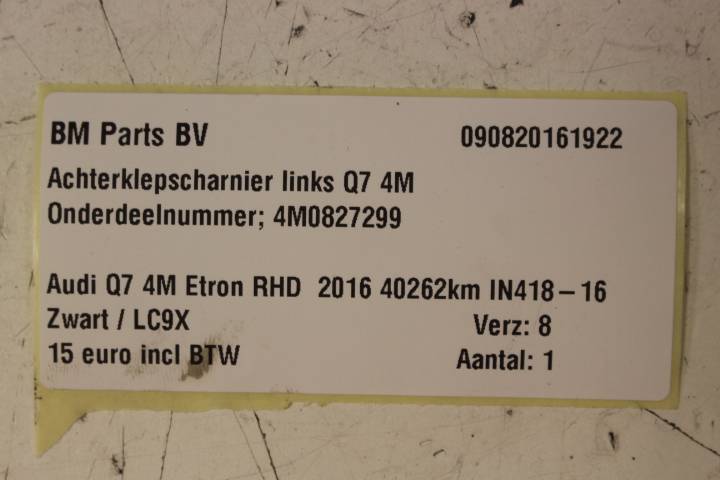 BM Parts BV 090820161922
Achterklepscharnier links Q7 4M
Onderdeelnummer; 4M0827299
Audi Q7 4M Etron RHD 2016 40262km IN418-16
Zwart / LC9X Verz: 8
15 euro incl BTW Aantal: 1